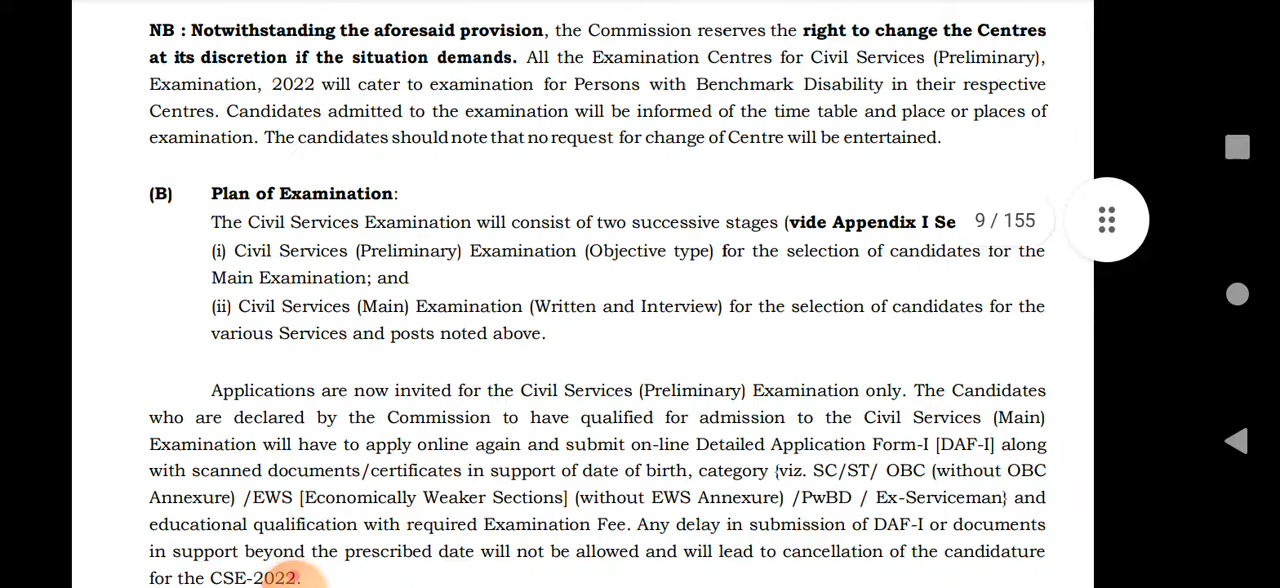 NB : Notwithstanding the aforesaid provision, the Commission reserves the right to change the Centres
at its discretion if the situation demands. All the Examination Centres for Civil Services (Preliminary),
Examination, 2022 will cater to examination for Persons with Benchmark Disability in their respective
Centres. Candidates admitted to the examination will be informed of the time table and place or places of
examination. The candidates should note that no request for change of Centre will be entertained.
(B) Plan of Examination:
The Civil Services Examination will consist of two successive stages (vide Appendix I Se
9 / 155
(i) Civil Services (Preliminary) Examination (Objective type) for the selection of candidates for the
Main Examination; and
(ii) Civil Services (Main) Examination (Written and Interview) for the selection of candidates for the
various Services and posts noted above.
Applications are now invited for the Civil Services (Preliminary) Examination only. The Candidates
who are declared by the Commission to have qualified for admission to the Civil Services (Main)
Examination will have to apply online again and submit on-line Detailed Application Form-I [DAF-I] along
with scanned documents/certificates in support of date of birth, category {viz. SC/ST/ OBC (without OBC
Annexure) /EWS [Economically Weaker Sections] (without EWS Annexure) /PwBD / Ex-Serviceman} and
educational qualification with required Examination Fee. Any delay in submission of DAF-I or documents
in support beyond the prescribed date will not be allowed and will lead to cancellation of the candidature
for the CSE-2022.